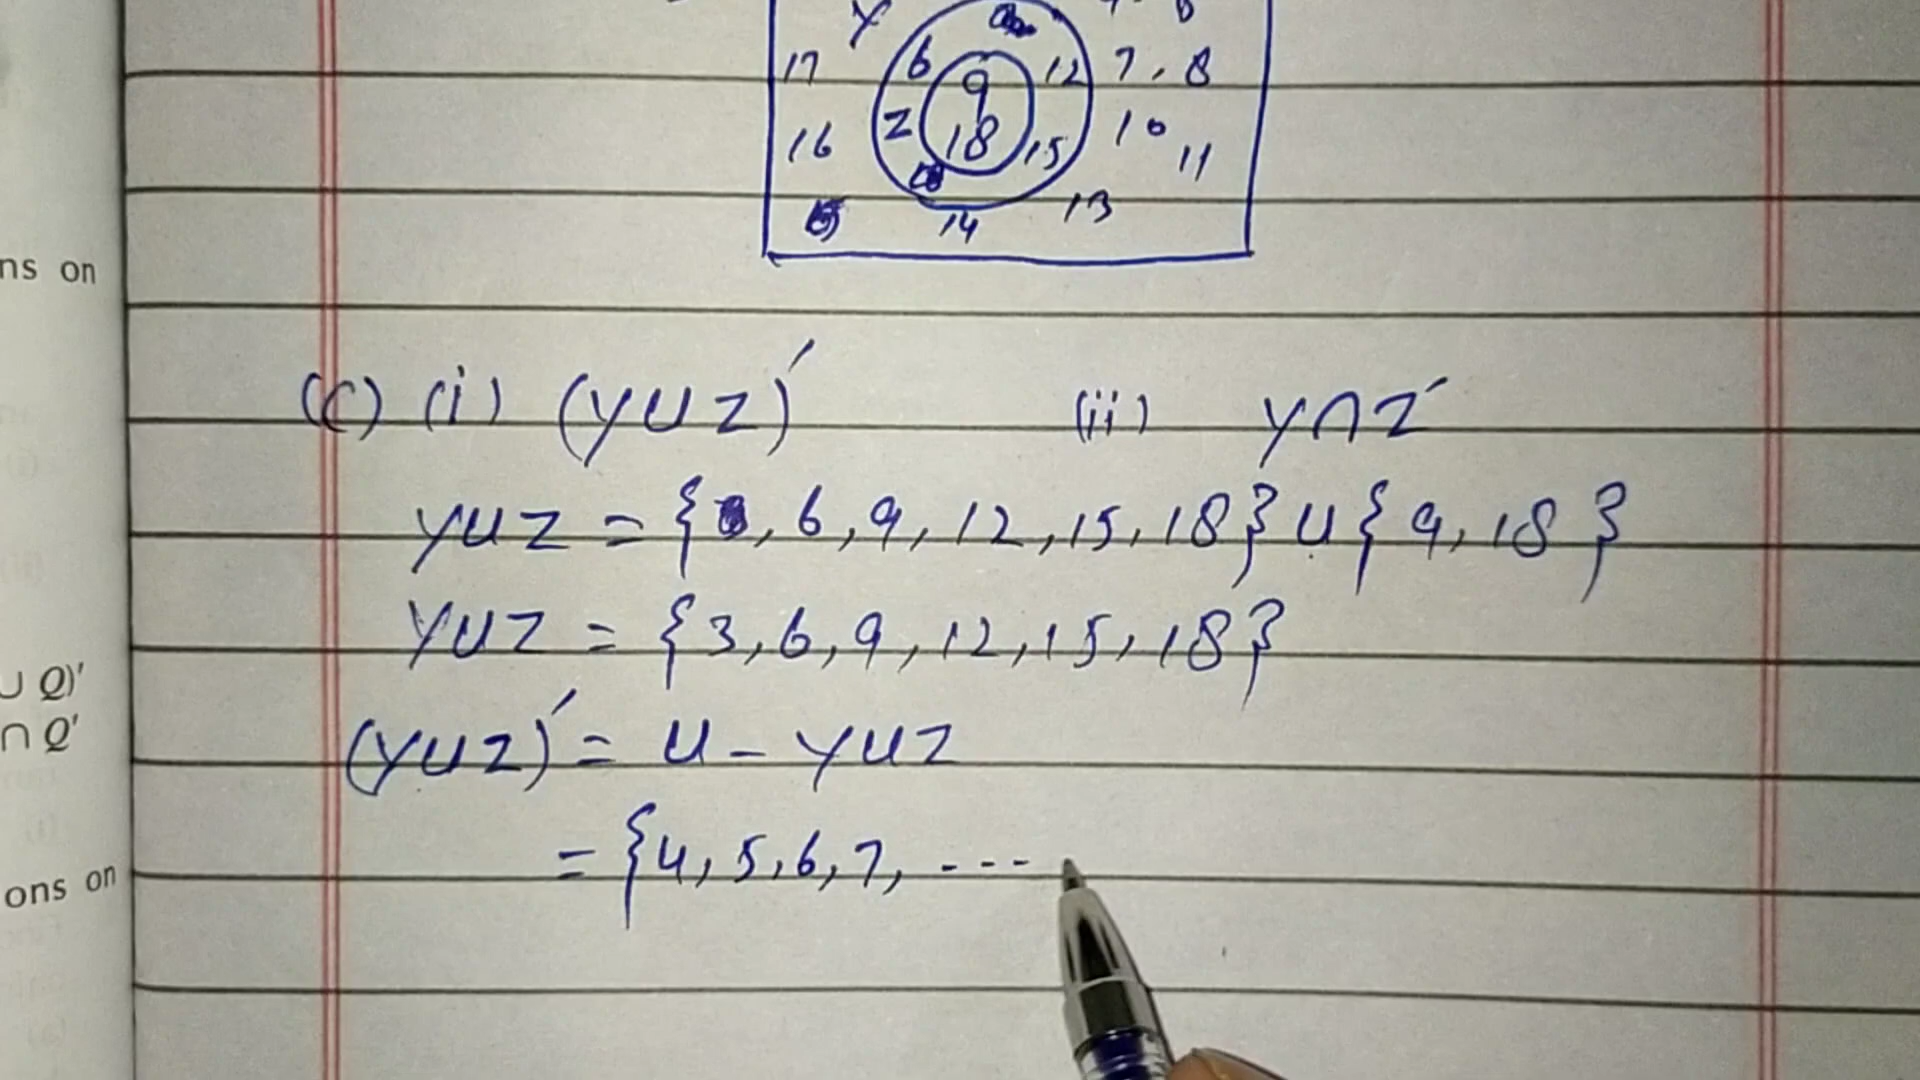 Y
17 6 9 12 7, 8
16 Z 18 15 10 11
14 13
ns on
(C) (i) (YUZ)′ (ii) Y∩Z′
YUZ = { , 6, 9, 12, 15, 18} U { 9, 18 }
YUZ = {3, 6, 9, 12, 15, 18}
∪ Q)′
∩ Q′
(YUZ)′ = U - YUZ
= {4, 5, 6, 7, ----
ons on